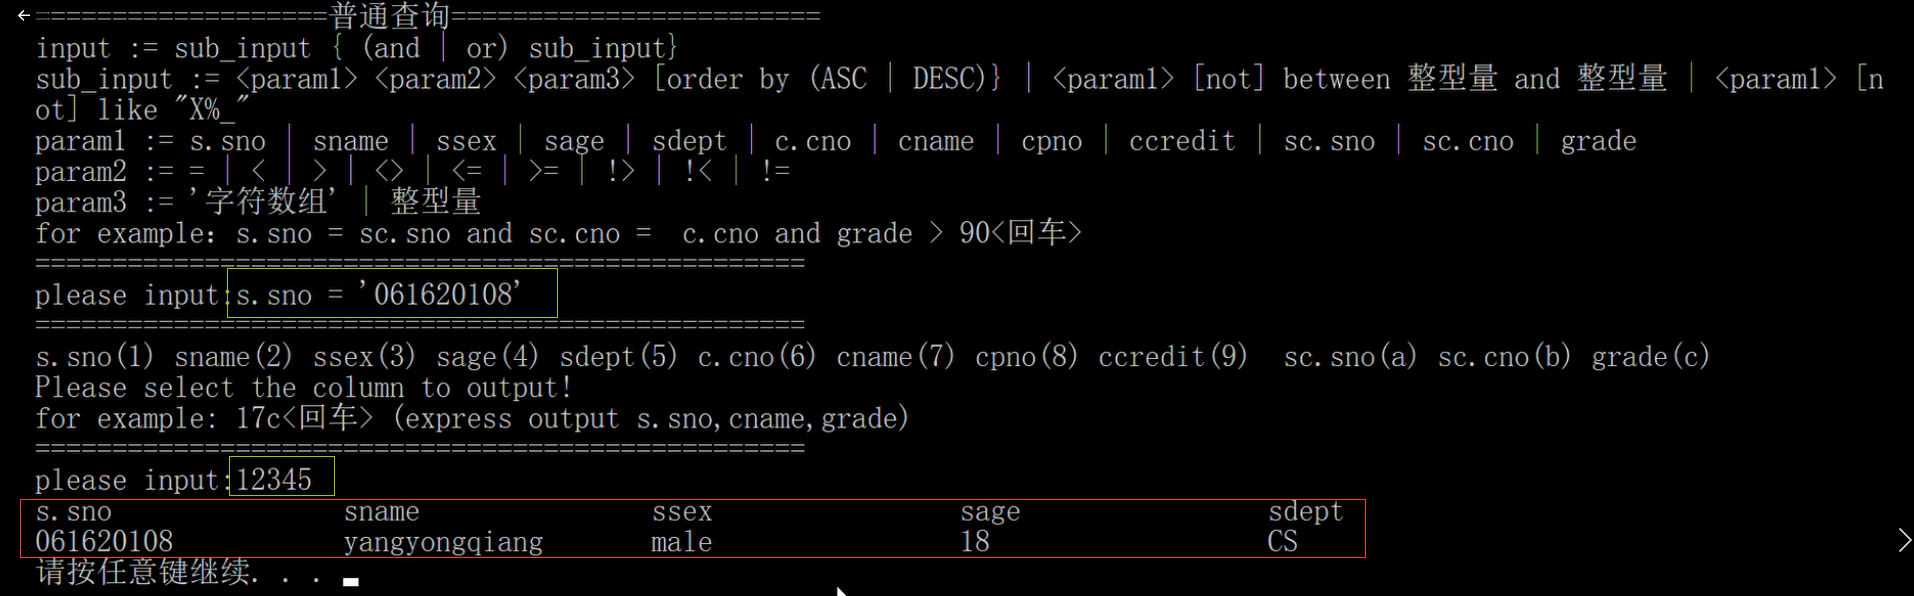 ===================普通查询========================
input := sub_input { (and | or) sub_input}
sub_input := <param1> <param2> <param3> [order by (ASC | DESC)} | <param1> [not] between 整型量 and 整型量 | <param1> [n
ot] like "X%_"
param1 := s.sno | sname | ssex | sage | sdept | c.cno | cname | cpno | ccredit | sc.sno | sc.cno | grade
param2 := = | < | > | <> | <= | >= | !> | !< | !=
param3 := '字符数组' | 整型量
for example: s.sno = sc.sno and sc.cno =  c.cno and grade > 90<回车>
==================================================
please input:s.sno = '061620108'
==================================================
s.sno(1) sname(2) ssex(3) sage(4) sdept(5) c.cno(6) cname(7) cpno(8) ccredit(9)  sc.sno(a) sc.cno(b) grade(c)
Please select the column to output!
for example: 17c<回车> (express output s.sno,cname,grade)
==================================================
please input:12345
s.sno sname ssex sage sdept
061620108 yangyongqiang male 18 CS
请按任意键继续. . .